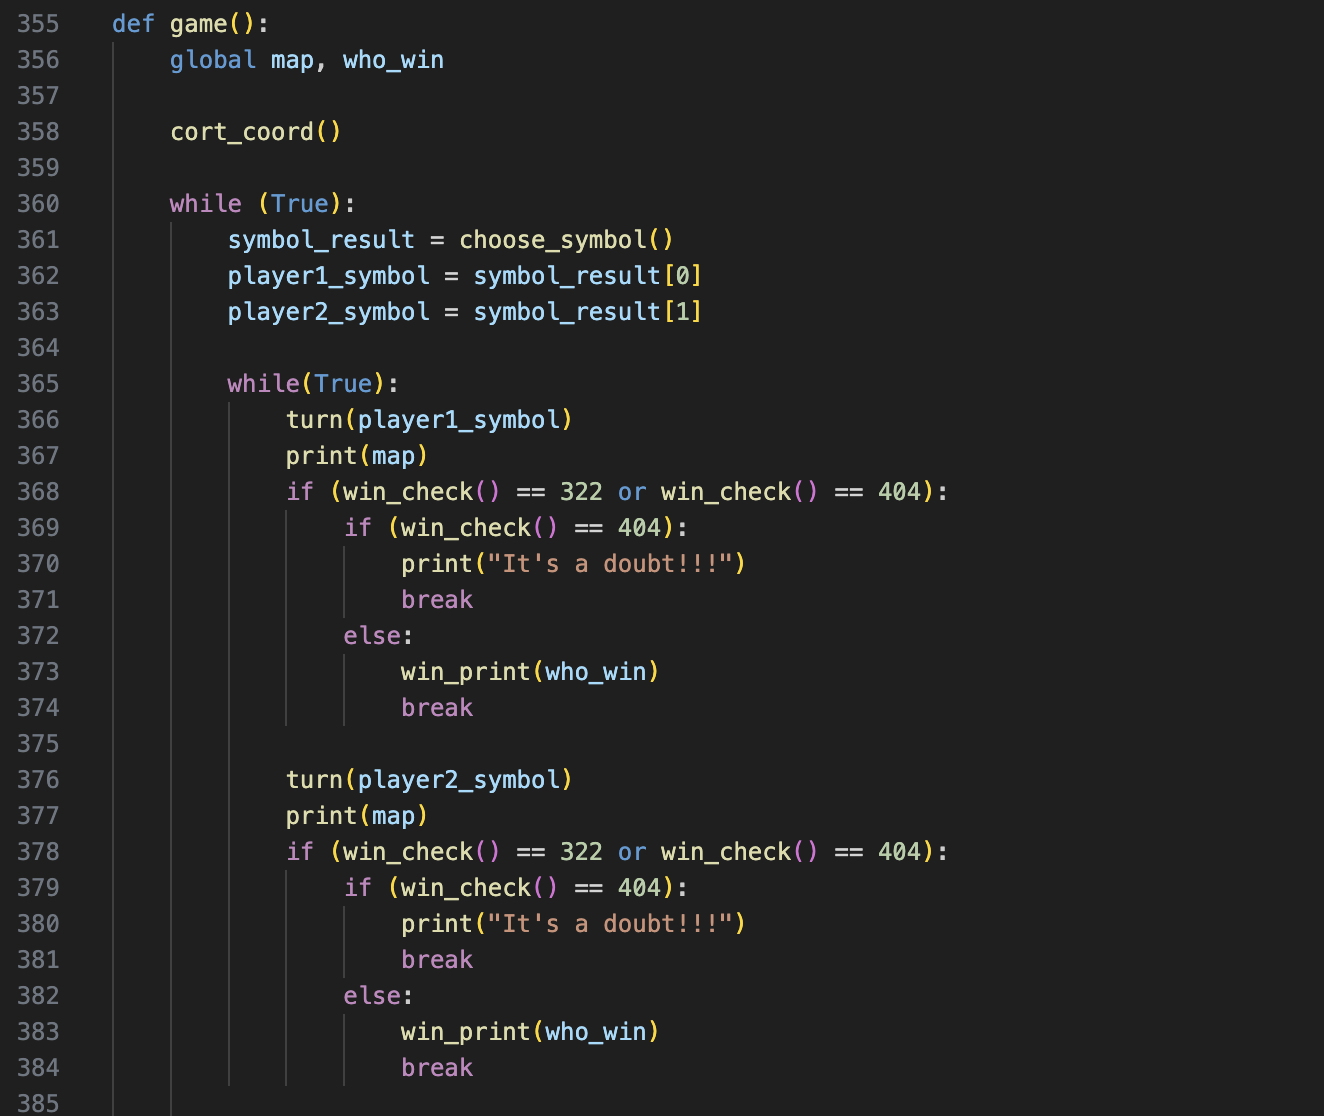 355 def game():
356     global map, who_win
357
358     cort_coord()
359
360     while (True):
361         symbol_result = choose_symbol()
362         player1_symbol = symbol_result[0]
363         player2_symbol = symbol_result[1]
364
365         while(True):
366             turn(player1_symbol)
367             print(map)
368             if (win_check() == 322 or win_check() == 404):
369                 if (win_check() == 404):
370                     print("It's a doubt!!!")
371                     break
372                 else:
373                     win_print(who_win)
374                     break
375
376             turn(player2_symbol)
377             print(map)
378             if (win_check() == 322 or win_check() == 404):
379                 if (win_check() == 404):
380                     print("It's a doubt!!!")
381                     break
382                 else:
383                     win_print(who_win)
384                     break
385